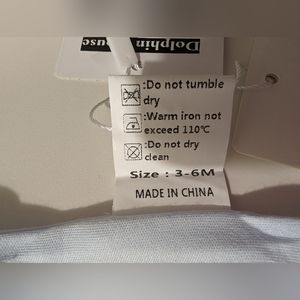 Dolphin
:Do not tumble
dry
:Warm iron not
exceed 110℃
:Do not dry
clean
Size : 3-6M
MADE IN CHINA